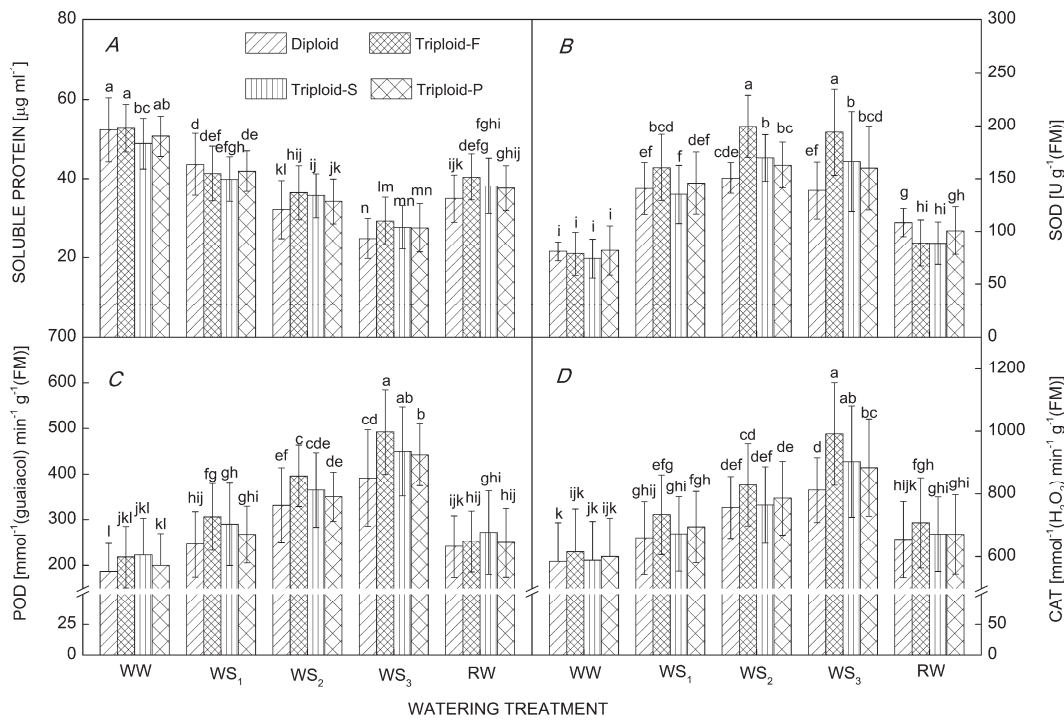 A
B
Diploid
Triploid-F
Triploid-S
Triploid-P
SOLUBLE PROTEIN [μg ml⁻]
80
60
40
20
a a bc ab
d def efgh de
kl hij ij jk
n lm mn mn
ijk defg fghi ghij
SOD [U g⁻¹(FM)]
300
250
200
150
100
50
0
i i i i
ef bcd f def
cde a b bc
ef a b bcd
g hi hi gh
C
D
POD [mmol⁻¹(guaiacol) min⁻¹ g⁻¹(FM)]
700
600
500
400
300
200
25
0
l jkl jkl kl
hij fg gh ghi
ef c cde de
cd a ab b
ijk hij ghi hij
CAT [mmol⁻¹(H₂O₂) min⁻¹ g⁻¹(FM)]
1200
1000
800
600
50
0
k ijk jk ijk
ghij efg ghi fgh
def cd def de
d a ab bc
hijk fgh ghi ghi
WW WS₁ WS₂ WS₃ RW WW WS₁ WS₂ WS₃ RW
WATERING TREATMENT